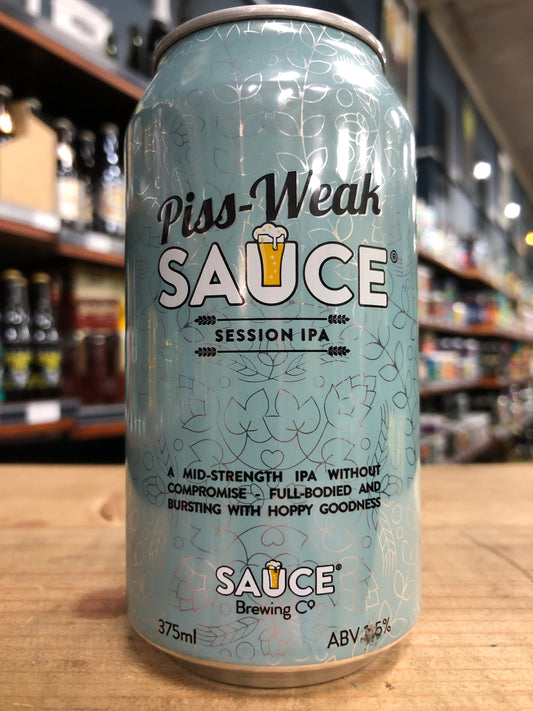 Piss-Weak
SAUCE®
SESSION IPA
A MID-STRENGTH IPA WITHOUT
COMPROMISE - FULL-BODIED AND
BURSTING WITH HOPPY GOODNESS
SAUCE®
Brewing Co
375ml
ABV